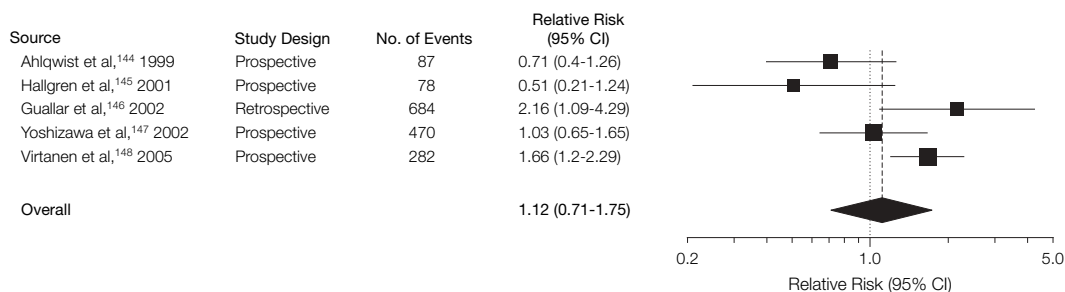 Source Study Design No. of Events Relative Risk (95% CI)
Ahlqwist et al,144 1999 Prospective 87 0.71 (0.4-1.26)
Hallgren et al,145 2001 Prospective 78 0.51 (0.21-1.24)
Guallar et al,146 2002 Retrospective 684 2.16 (1.09-4.29)
Yoshizawa et al,147 2002 Prospective 470 1.03 (0.65-1.65)
Virtanen et al,148 2005 Prospective 282 1.66 (1.2-2.29)
Overall 1.12 (0.71-1.75)
0.2 1.0 5.0
Relative Risk (95% CI)